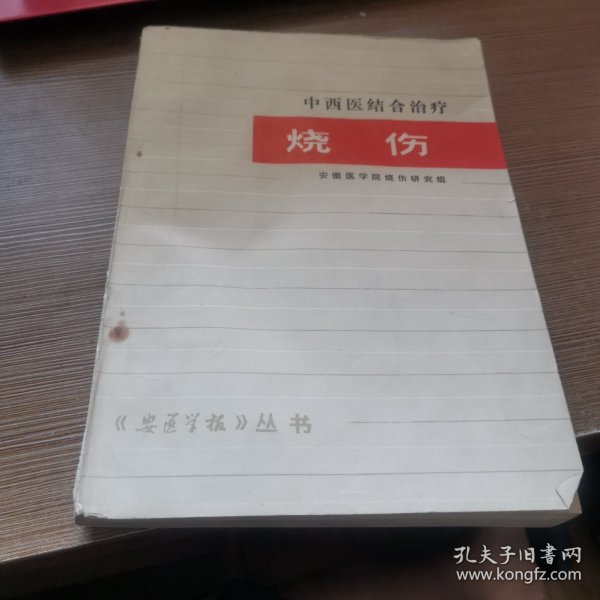 中西医结合治疗
烧伤
安徽医学院烧伤研究组
《安医学报》丛书
孔夫子旧书网
www.kongfz.com